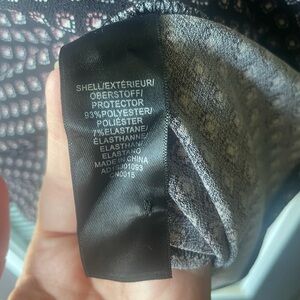 SHELL/EXTÉRIEUR/
OBERSTOFF/
PROTECTOR
93%POLYESTER/
POLIÉSTER
7%ELASTANE/
ÉLASTHANNE/
ELASTHAN/
ELASTANO
MADE IN CHINA